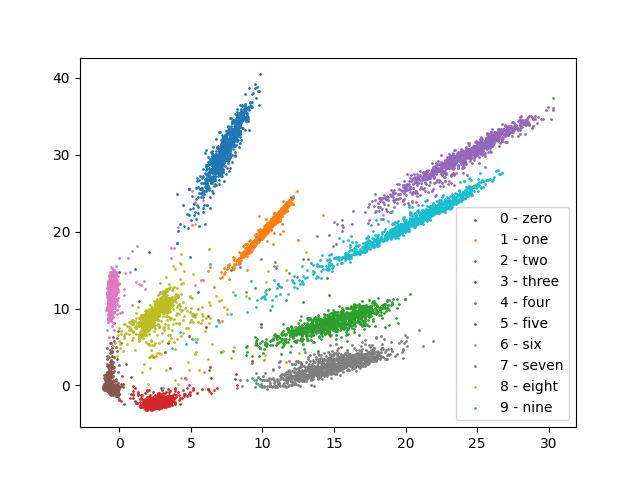 40
30
20
10
0
0 5 10 15 20 25 30
0 - zero
1 - one
2 - two
3 - three
4 - four
5 - five
6 - six
7 - seven
8 - eight
9 - nine